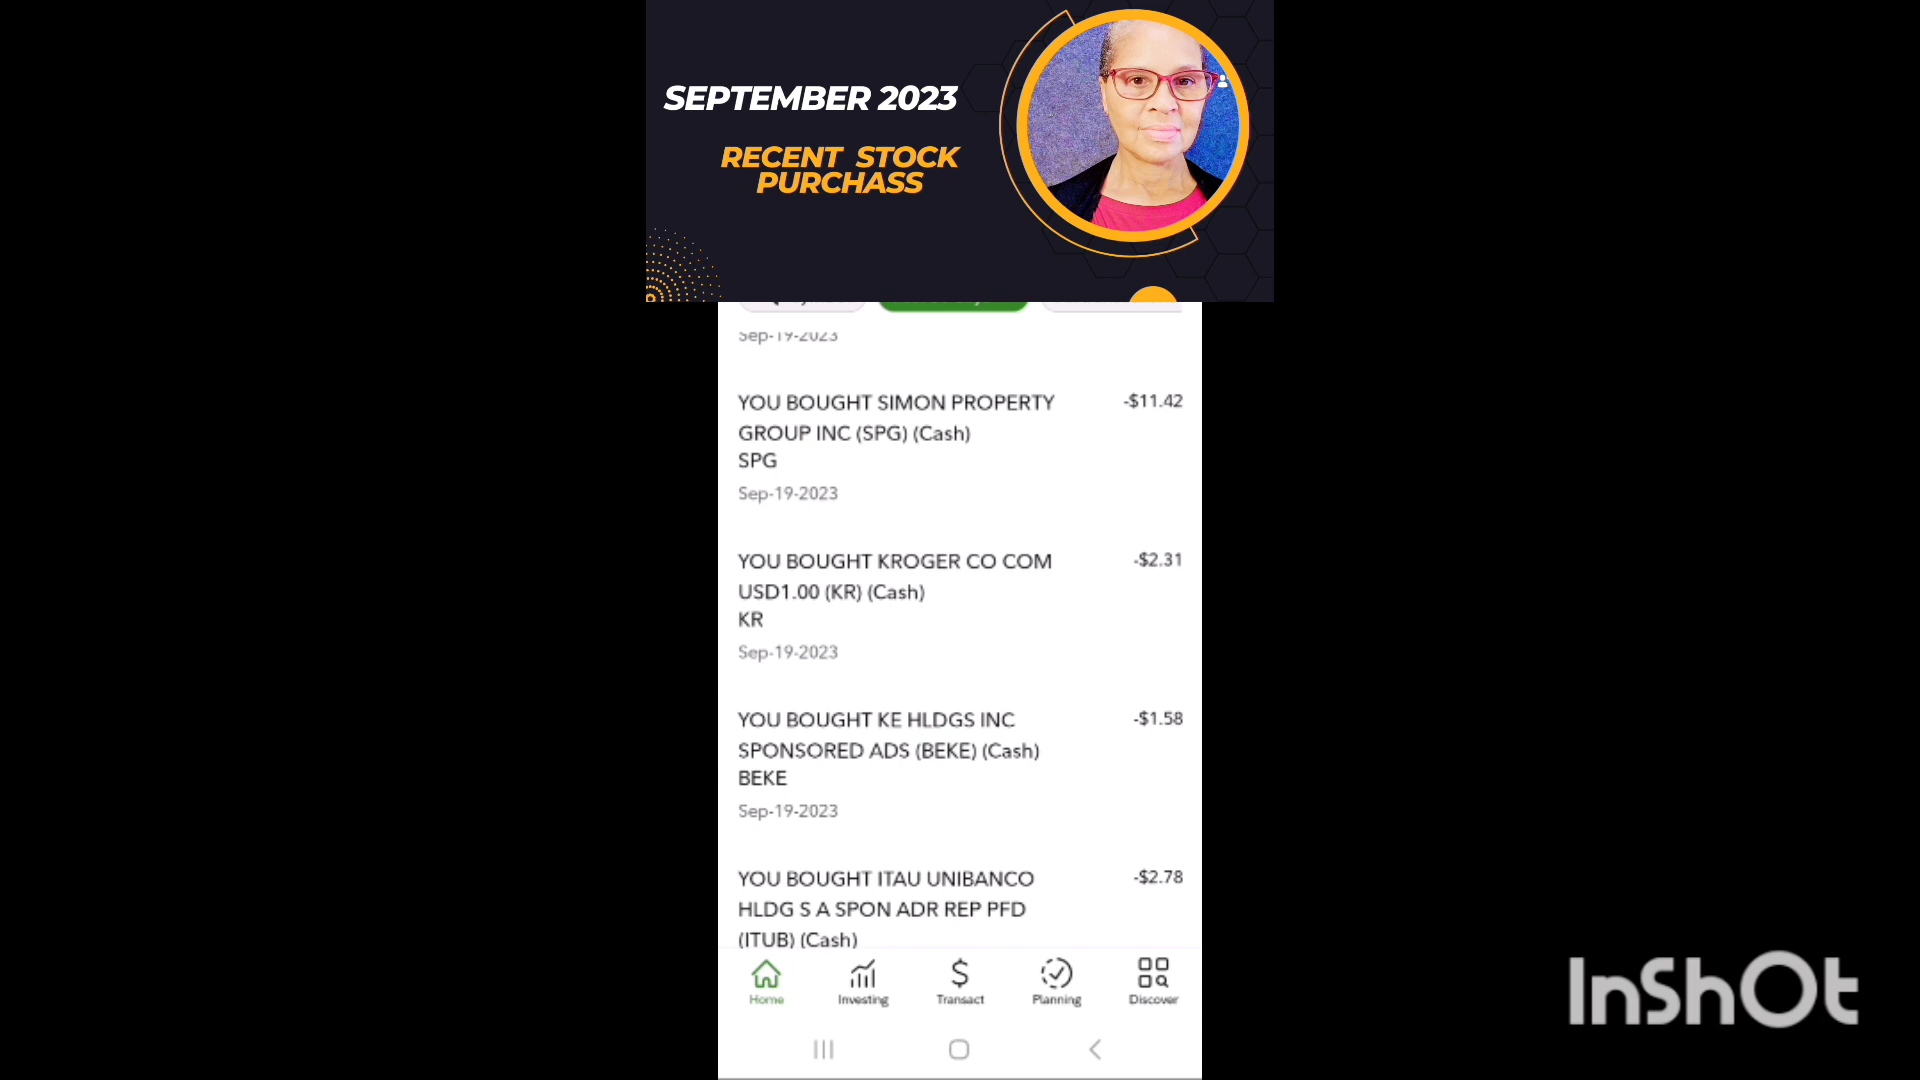 SEPTEMBER 2023
RECENT STOCK
PURCHASS
Sep-19-2023
YOU BOUGHT SIMON PROPERTY -$11.42
GROUP INC (SPG) (Cash)
SPG
Sep-19-2023
YOU BOUGHT KROGER CO COM -$2.31
USD1.00 (KR) (Cash)
KR
Sep-19-2023
YOU BOUGHT KE HLDGS INC -$1.58
SPONSORED ADS (BEKE) (Cash)
BEKE
Sep-19-2023
YOU BOUGHT ITAU UNIBANCO -$2.78
HLDG S A SPON ADR REP PFD
(ITUB) (Cash)
Home Investing Transact Planning Discover
InShOt